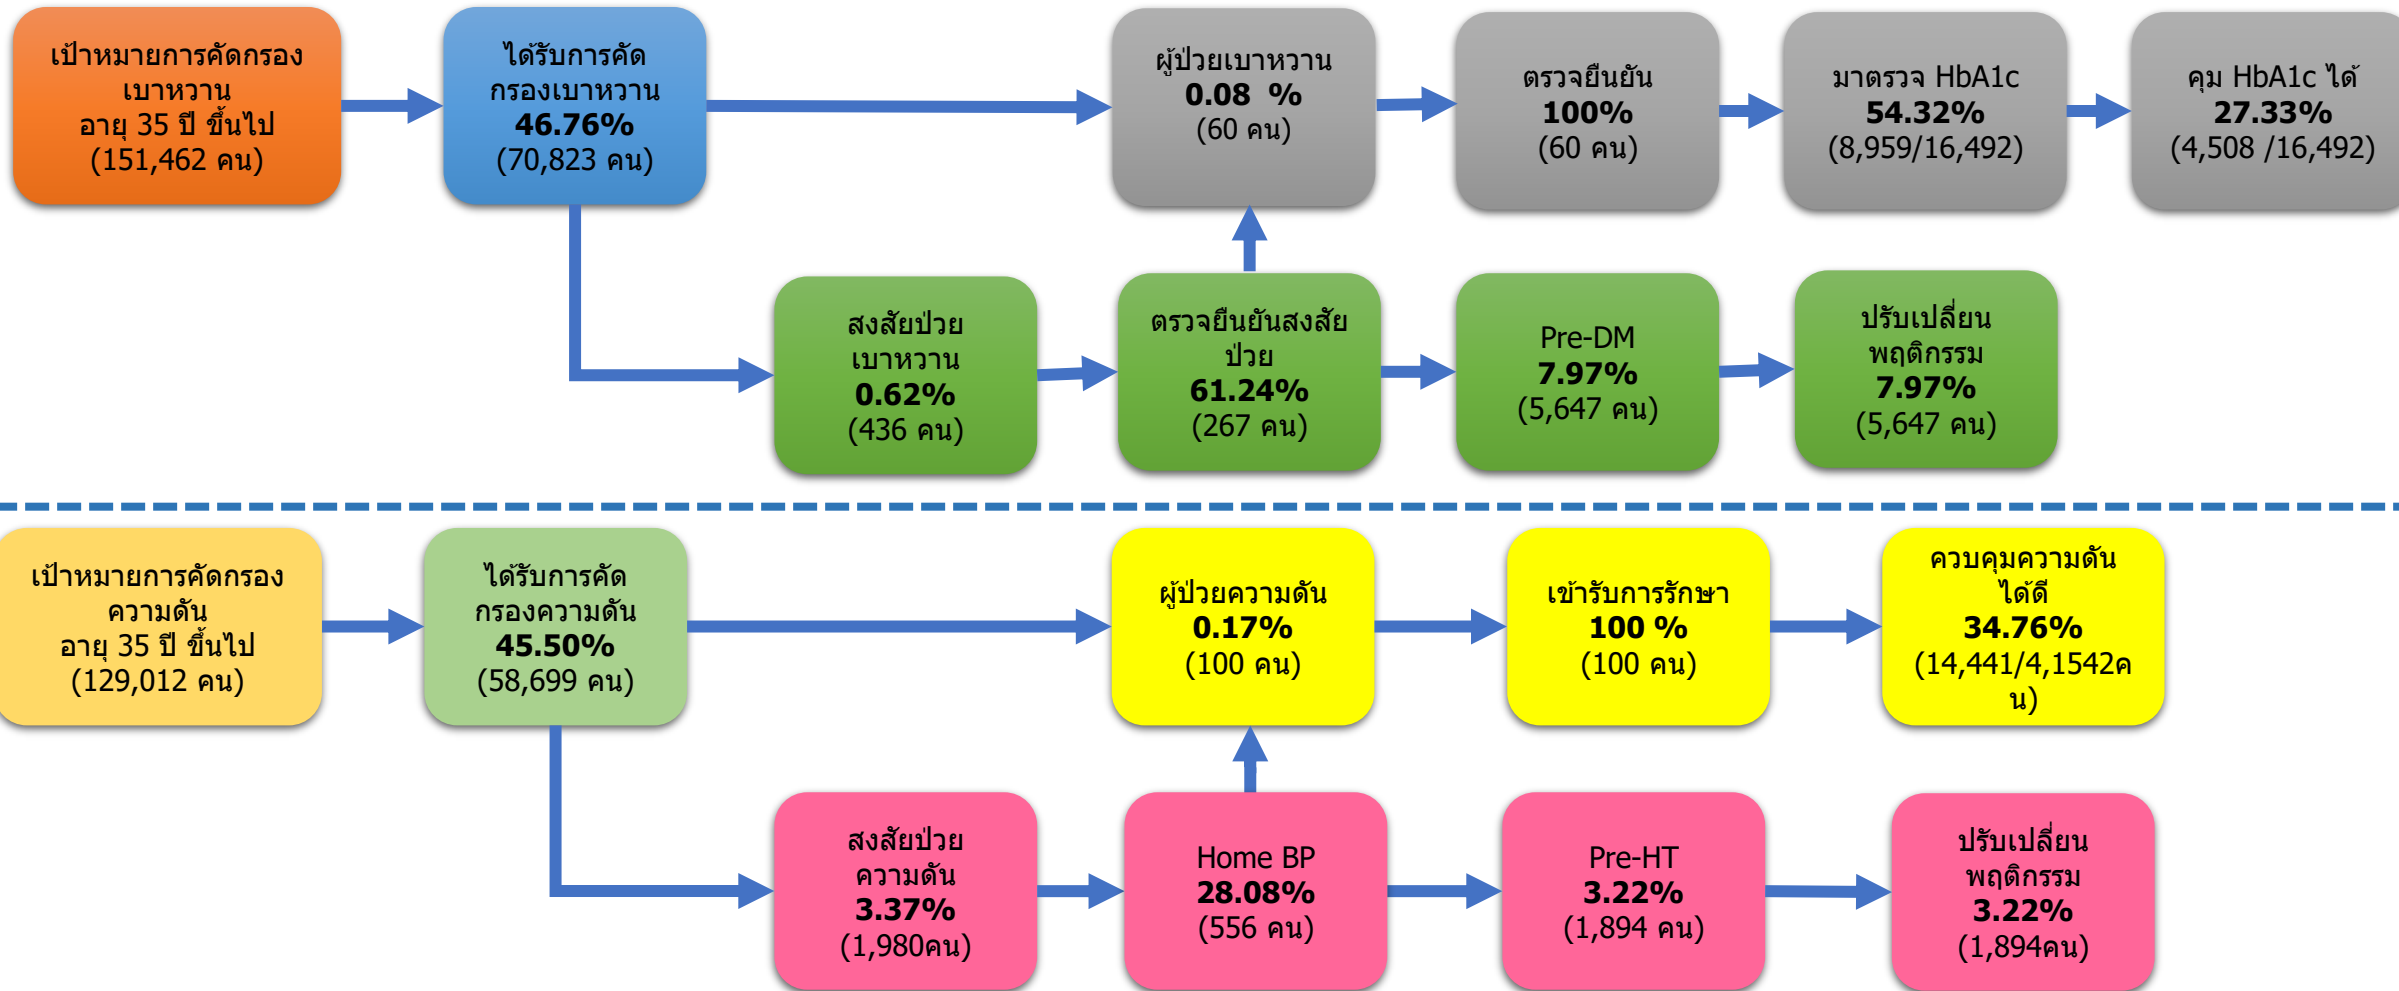 เป้าหมายการคัดกรอง
เบาหวาน
อายุ 35 ปี ขึ้นไป
(151,462 คน)
ได้รับการคัด
กรองเบาหวาน
46.76%
(70,823 คน)
ผู้ป่วยเบาหวาน
0.08 %
(60 คน)
ตรวจยืนยัน
100%
(60 คน)
มาตรวจ HbA1c
54.32%
(8,959/16,492)
คุม HbA1c ได้
27.33%
(4,508 /16,492)
สงสัยป่วย
เบาหวาน
0.62%
(436 คน)
ตรวจยืนยันสงสัย
ป่วย
61.24%
(267 คน)
Pre-DM
7.97%
(5,647 คน)
ปรับเปลี่ยน
พฤติกรรม
7.97%
(5,647 คน)
เป้าหมายการคัดกรอง
ความดัน
อายุ 35 ปี ขึ้นไป
(129,012 คน)
ได้รับการคัด
กรองความดัน
45.50%
(58,699 คน)
ผู้ป่วยความดัน
0.17%
(100 คน)
เข้ารับการรักษา
100 %
(100 คน)
ควบคุมความดัน
ได้ดี
34.76%
(14,441/4,1542ค
น)
สงสัยป่วย
ความดัน
3.37%
(1,980คน)
Home BP
28.08%
(556 คน)
Pre-HT
3.22%
(1,894 คน)
ปรับเปลี่ยน
พฤติกรรม
3.22%
(1,894คน)